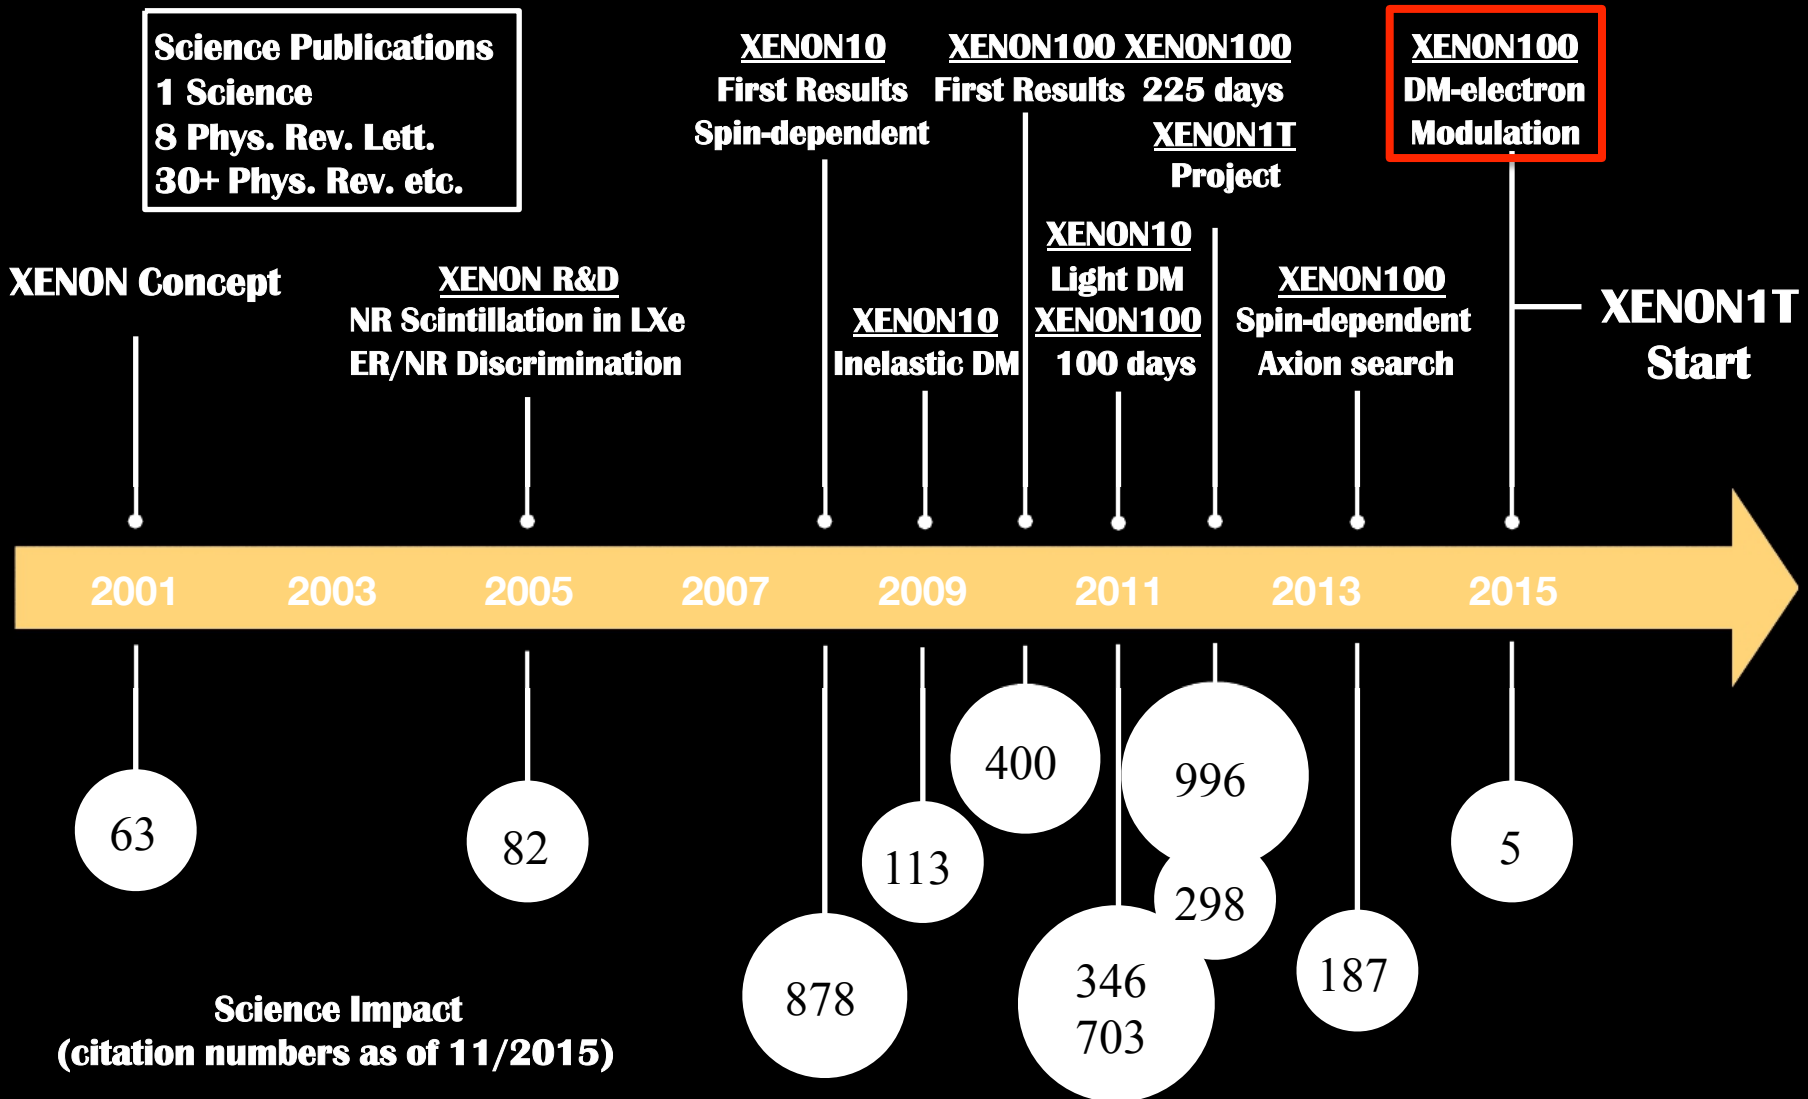 Science Publications
1 Science
8 Phys. Rev. Lett.
30+ Phys. Rev. etc.
XENON Concept
XENON R&D
NR Scintillation in LXe
ER/NR Discrimination
XENON10
First Results
Spin-dependent
XENON10
Inelastic DM
XENON100
First Results
XENON10
Light DM
XENON100
100 days
XENON100
225 days
XENON1T
Project
XENON100
Spin-dependent
Axion search
XENON100
DM-electron
Modulation
XENON1T
Start
2001 2003 2005 2007 2009 2011 2013 2015
63
82
878
113
400
346
703
996
298
187
5
Science Impact
(citation numbers as of 11/2015)